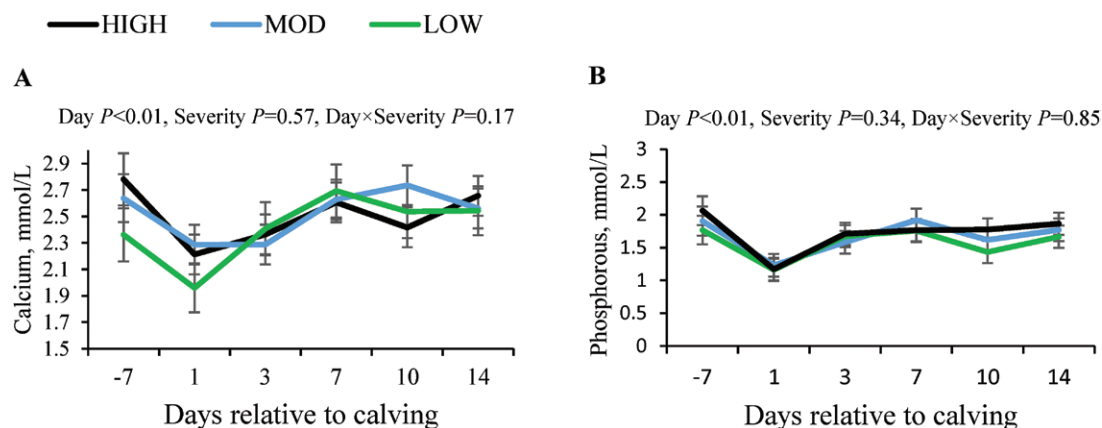 HIGH MOD LOW
A
Day P<0.01, Severity P=0.57, Day×Severity P=0.17
Calcium, mmol/L
2.9
2.7
2.5
2.3
2.1
1.9
1.7
1.5
-7 1 3 7 10 14
Days relative to calving
B
Day P<0.01, Severity P=0.34, Day×Severity P=0.85
Phosphorous, mmol/L
3
2.5
2
1.5
1
0.5
0
-7 1 3 7 10 14
Days relative to calving